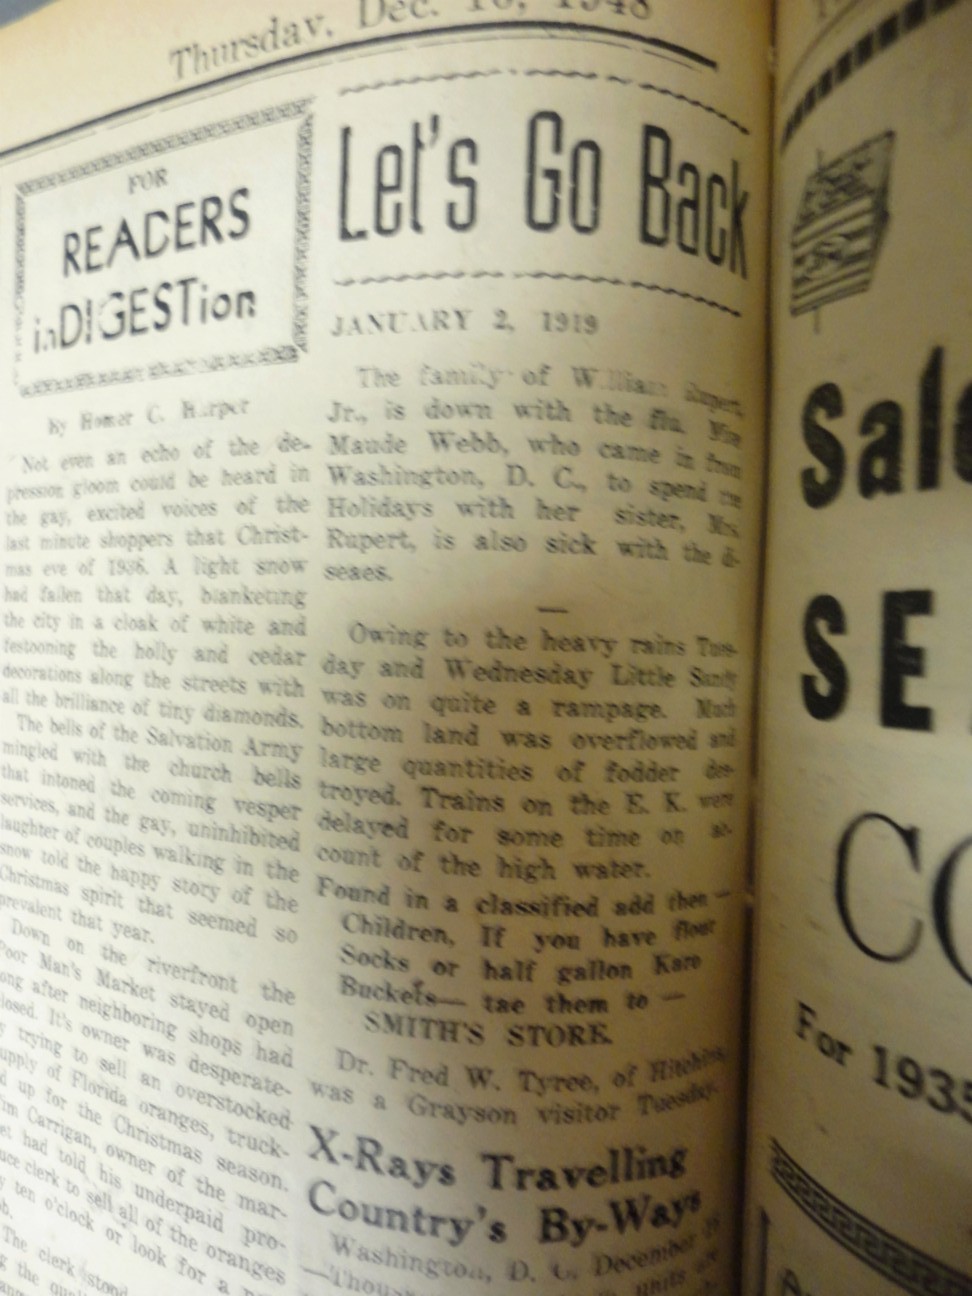 Thursday, Dec. 16, 1948
FOR
READERS
inDIGESTion
By Homer C. Harper
Not even an echo of the de-
pression gloom could be heard in
the gay, excited voices of the
last minute shoppers that Christ-
mas eve of 1936. A light snow
had fallen that day, blanketing
the city in a cloak of white and
festooning the holly and cedar
decorations along the streets with
all the brilliance of tiny diamonds.
The bells of the Salvation Army
mingled with the church bells
that intoned the coming vesper
services, and the gay, uninhibited
laughter of couples walking in the
snow told the happy story of the
Christmas spirit that seemed so
prevalent that year.
Down on the riverfront the
Poor Man's Market stayed open
long after neighboring shops had
closed. It's owner was desperate-
trying to sell an overstocked
supply of Florida oranges, truck-
up for the Christmas season.
Carrigan, owner of the mar-
had told his underpaid pro-
clerk to sell all of the oranges
ten o'clock or look for a
The clerk stood
the
Let's Go Back
JANUARY 2, 1919
The family of William Rupert,
Jr., is down with the flu. Miss
Maude Webb, who came in from
Washington, D. C., to spend the
Holidays with her sister, Mrs.
Rupert, is also sick with the di-
seaes.
Owing to the heavy rains Tues-
day and Wednesday Little Sandy
was on quite a rampage. Much
bottom land was overflowed and
large quantities of fodder des-
troyed. Trains on the E. K. were
delayed for some time on ac-
count of the high water.
Found in a classified add then —
Children, If you have flour
Socks or half gallon Karo
Buckets— tae them to —
SMITH'S STORE.
Dr. Fred W. Tyree, of Hitchins,
was a Grayson visitor Tuesday.
X-Rays Travelling
Country's By-Ways
Washington, D. C. December
units
Sale
SE
CO
For 1935